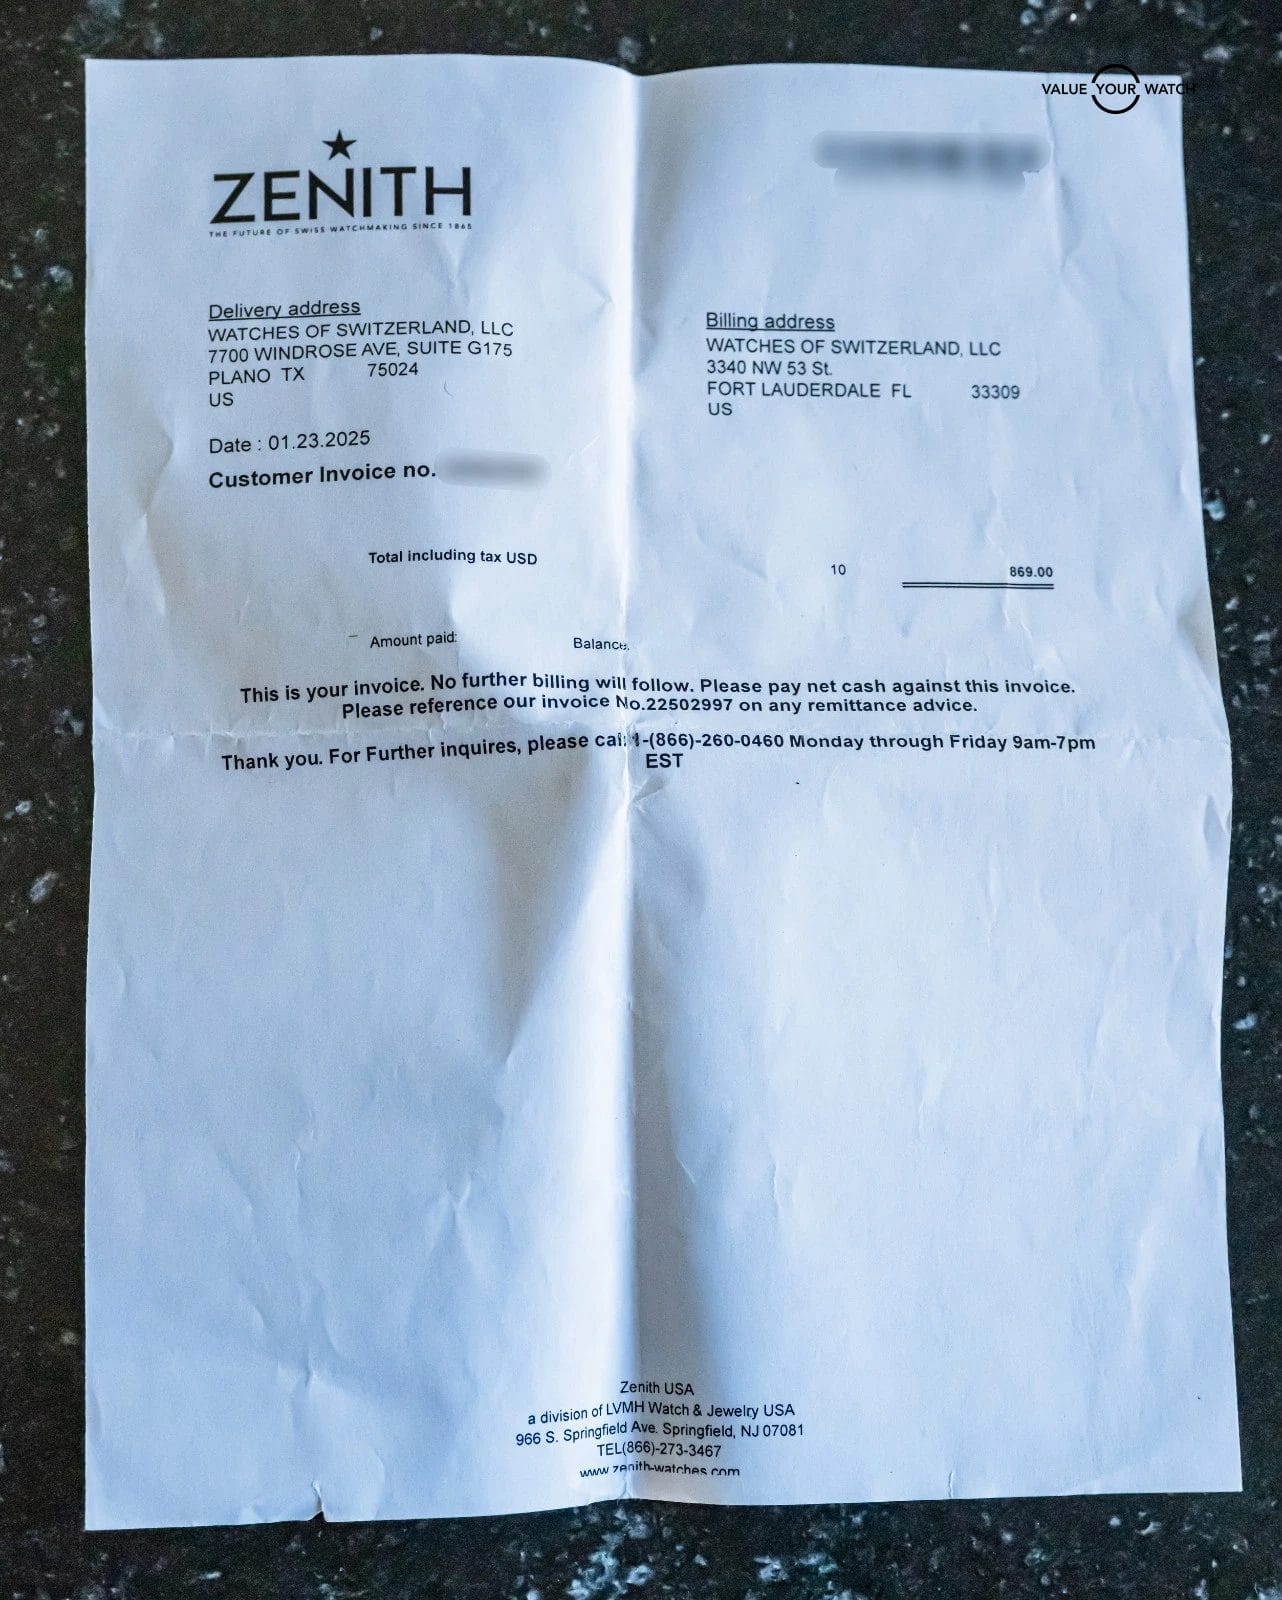 VALUE YOUR WATCH
ZENITH
THE FUTURE OF SWISS WATCHMAKING SINCE 1865
Delivery address
WATCHES OF SWITZERLAND, LLC
7700 WINDROSE AVE, SUITE G175
PLANO TX 75024
US
Billing address
WATCHES OF SWITZERLAND, LLC
3340 NW 53 St.
FORT LAUDERDALE FL 33309
US
Date : 01.23.2025
Customer Invoice no.
Total including tax USD 10 869.00
Amount paid: Balance:
This is your invoice. No further billing will follow. Please pay net cash against this invoice.
Please reference our invoice No.22502997 on any remittance advice.
Thank you. For Further inquires, please call 1-(866)-260-0460 Monday through Friday 9am-7pm
EST
Zenith USA
a division of LVMH Watch & Jewelry USA
966 S. Springfield Ave. Springfield, NJ 07081
TEL(866)-273-3467
www.zenith-watches.com